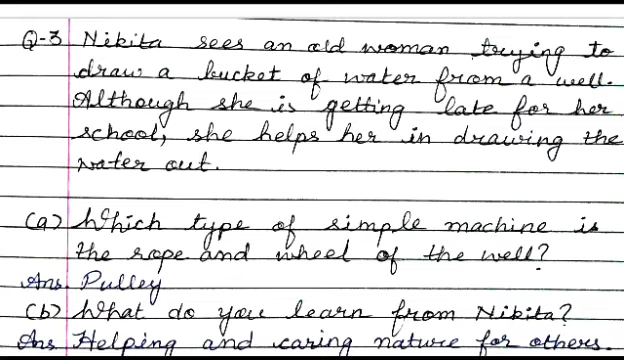 Q-3 Nikita sees an old woman trying to
draw a bucket of water from a well.
Although she is getting late for her
school, she helps her in drawing the
water out.
(a) Which type of simple machine is
the rope and wheel of the well?
Ans. Pulley
(b) What do you learn from Nikita?
Ans Helping and caring nature for others.